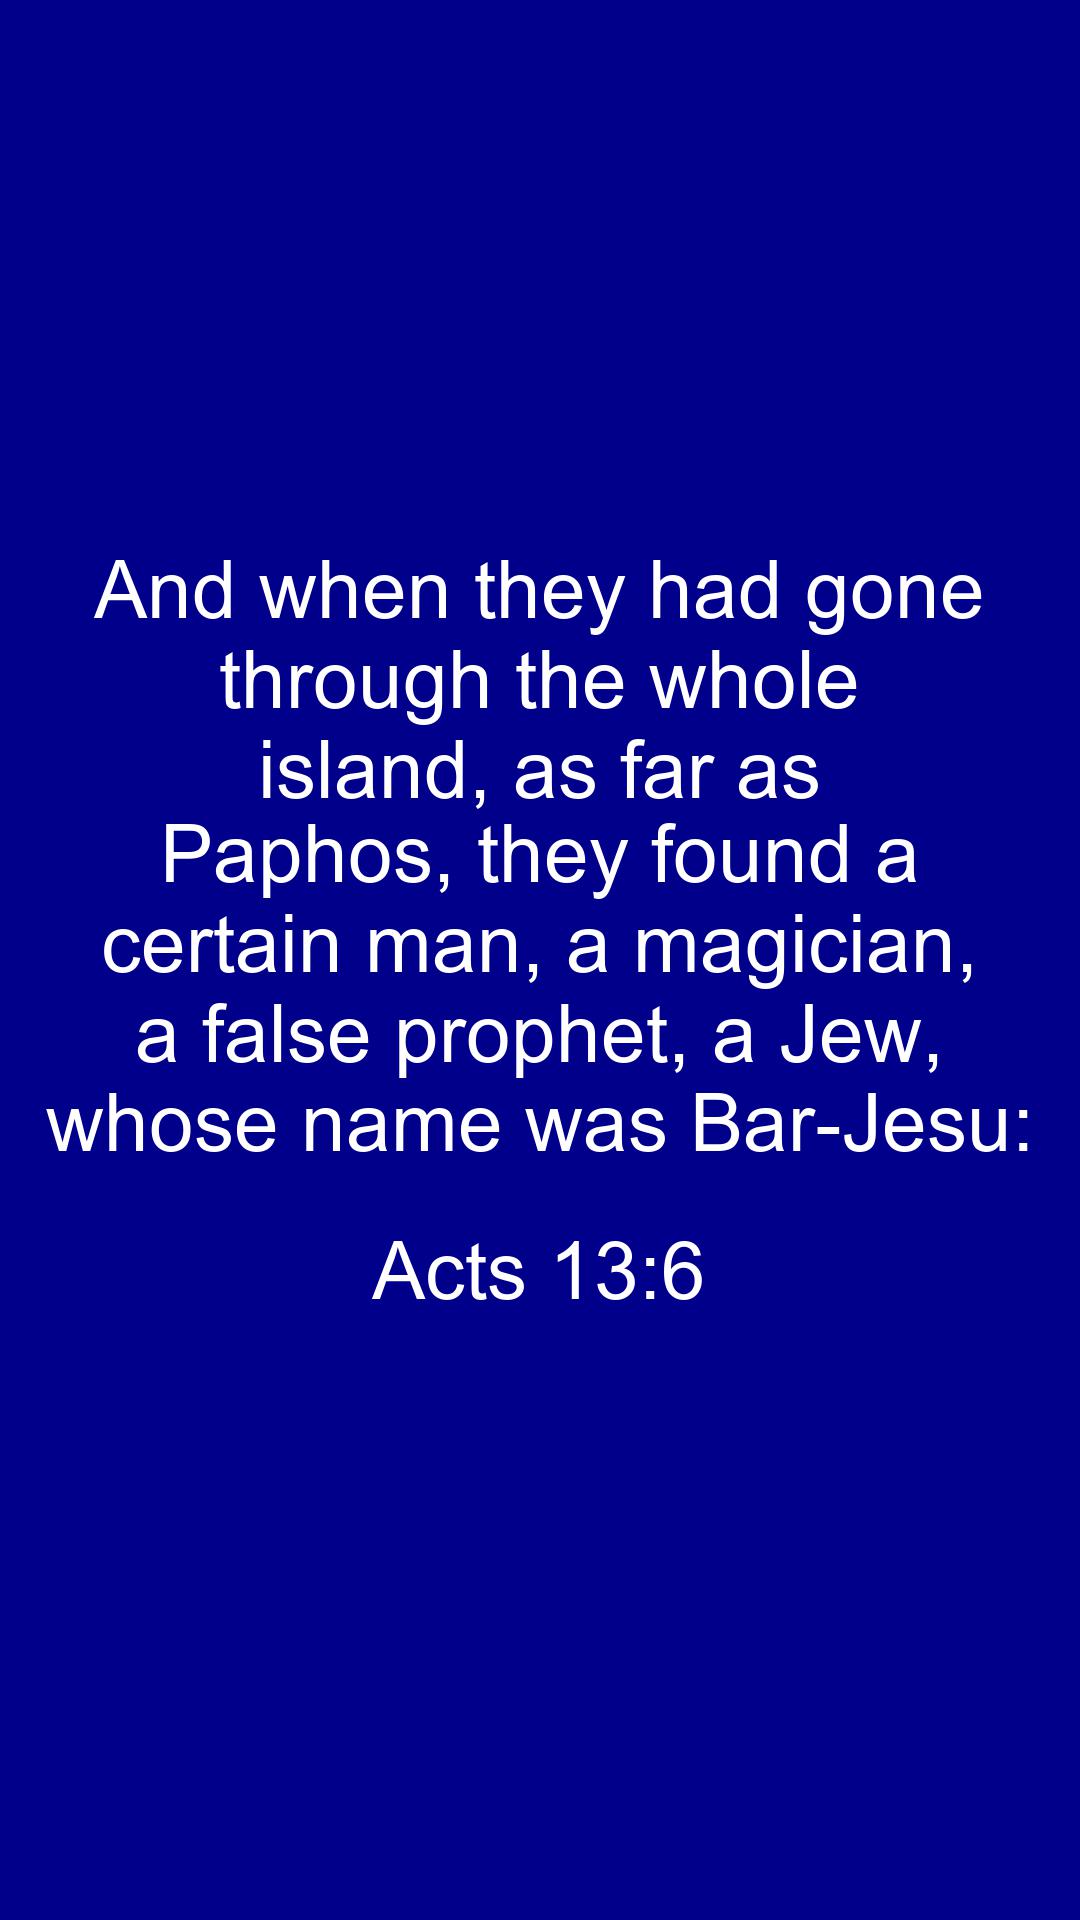 And when they had gone
through the whole
island, as far as
Paphos, they found a
certain man, a magician,
a false prophet, a Jew,
whose name was Bar-Jesu:
Acts 13:6